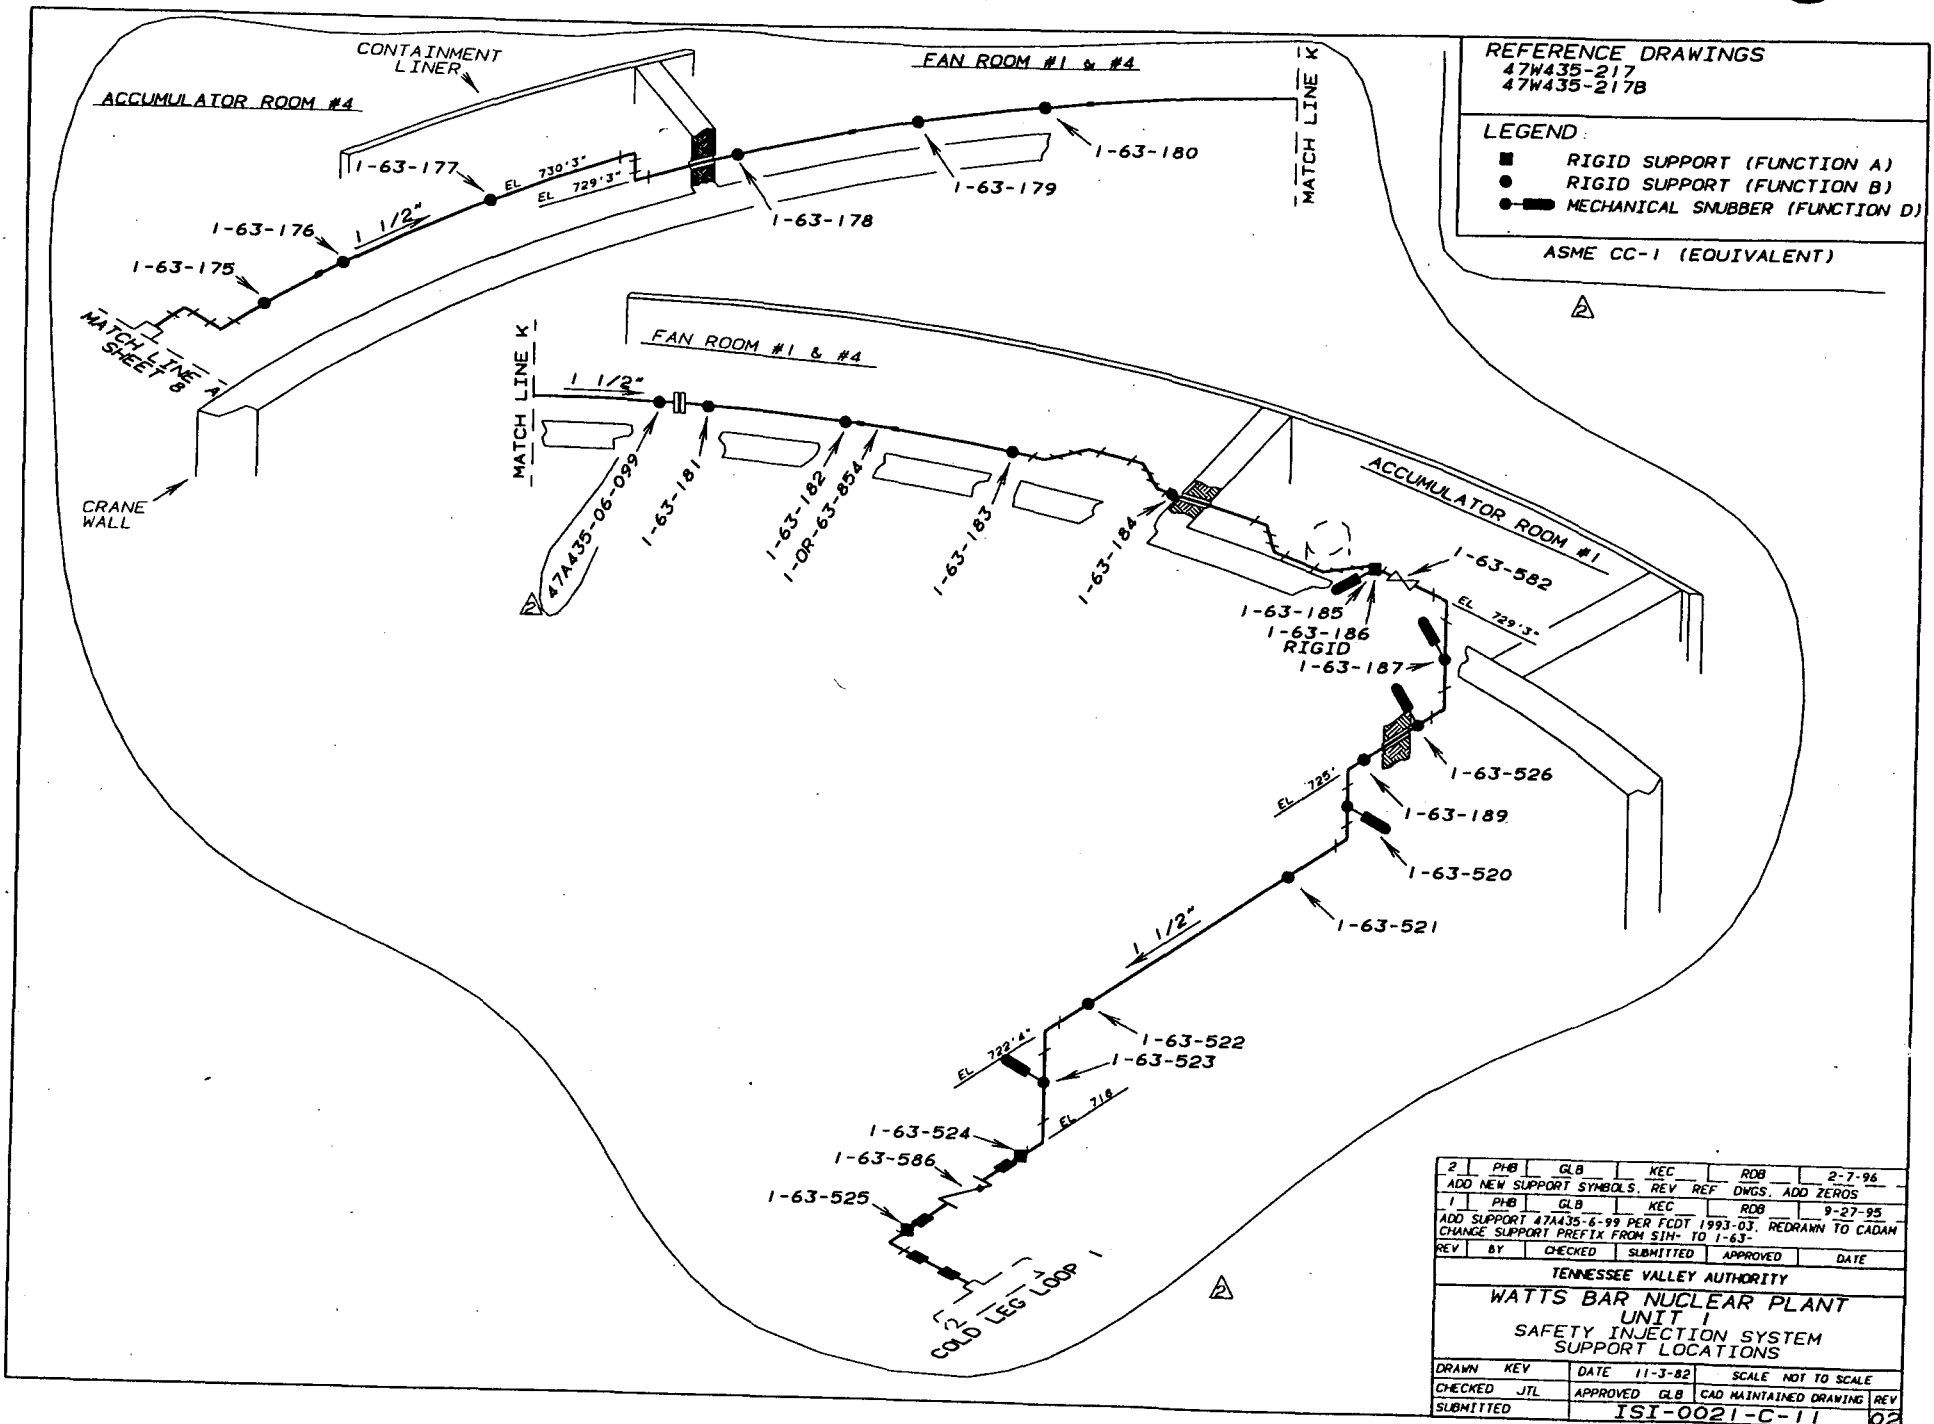 CONTAINMENT
LINER
ACCUMULATOR ROOM #4
FAN ROOM #1 & #4
MATCH LINE K
1-63-177
EL 730'3"
EL 729'3"
1-63-180
1-63-179
1-63-178
1-63-176
1 1/2"
1-63-175
MATCH LINE A
SHEET 8
CRANE
WALL
REFERENCE DRAWINGS
47W435-217
47W435-217B
LEGEND:
RIGID SUPPORT (FUNCTION A)
RIGID SUPPORT (FUNCTION B)
MECHANICAL SNUBBER (FUNCTION D)
ASME CC-1 (EQUIVALENT)
2
MATCH LINE K
FAN ROOM #1 & #4
1 1/2"
47A435-06-099
2
1-63-181
1-63-182
1-0R-63-854
1-63-183
1-63-184
ACCUMULATOR ROOM #1
1-63-582
1-63-185
1-63-186
RIGID
1-63-187
EL 729'3"
1-63-526
EL 725'
1-63-189
1-63-520
1-63-521
1 1/2"
1-63-522
EL 722'4"
1-63-523
EL 718
1-63-524
1-63-586
1-63-525
COLD LEG LOOP 1
2
2 PHB GLB KEC RDB 2-7-96
ADD NEW SUPPORT SYMBOLS, REV REF DWGS, ADD ZEROS
1 PHB GLB KEC RDB 9-27-95
ADD SUPPORT 47A435-6-99 PER FCDT 1993-03, REDRAWN TO CADAM
CHANGE SUPPORT PREFIX FROM SIH- TO 1-63-
REV BY CHECKED SUBMITTED APPROVED DATE
TENNESSEE VALLEY AUTHORITY
WATTS BAR NUCLEAR PLANT
UNIT 1
SAFETY INJECTION SYSTEM
SUPPORT LOCATIONS
DRAWN KEV DATE 11-3-82 SCALE NOT TO SCALE
CHECKED JTL APPROVED GLB CAD MAINTAINED DRAWING REV
SUBMITTED ISI-0021-C-11 02